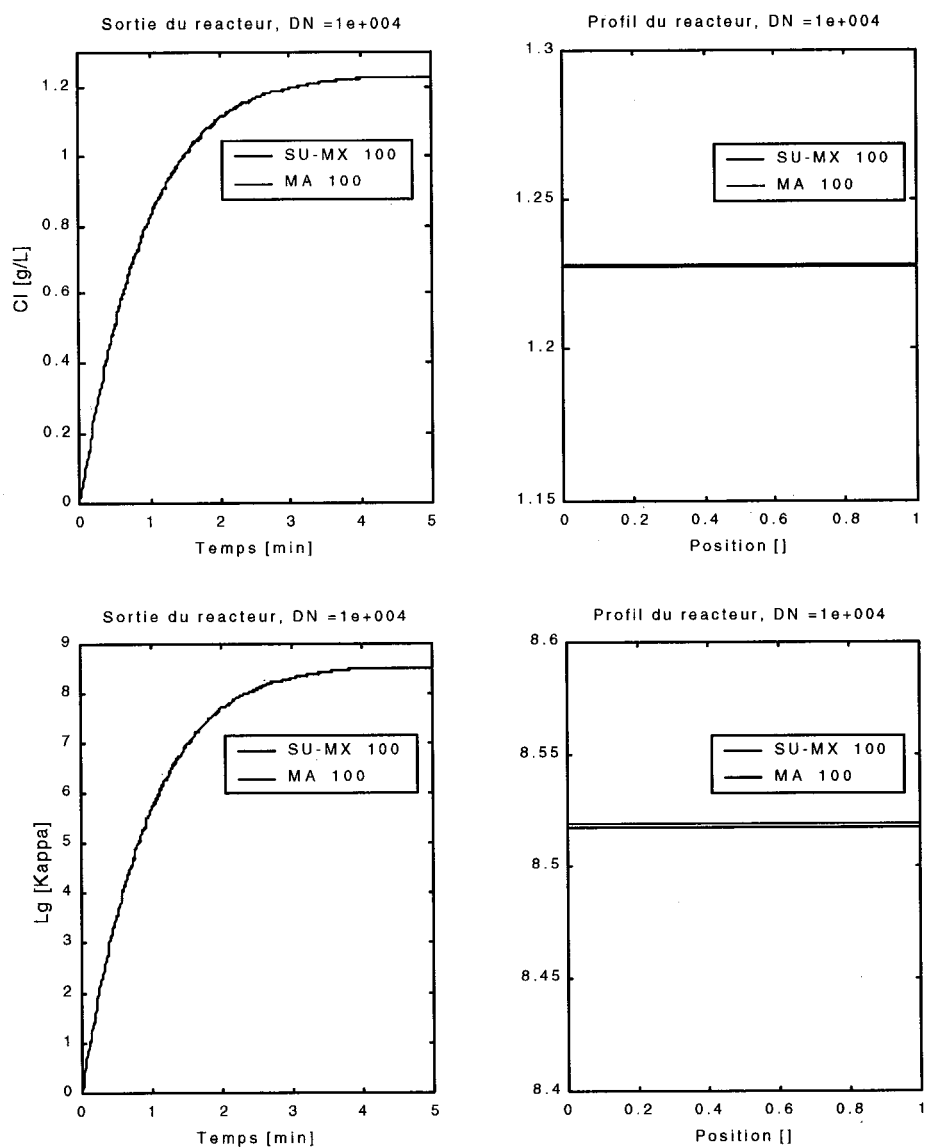 Sortie du reacteur, DN =1e+004
1.2
1
0.8
0.6
0.4
0.2
0
Cl [g/L]
SU-MX 100
MA 100
0 1 2 3 4 5
Temps [min]
Profil du reacteur, DN =1e+004
1.3
1.25
1.2
1.15
SU-MX 100
MA 100
0 0.2 0.4 0.6 0.8 1
Position []
Sortie du reacteur, DN =1e+004
9
8
7
6
5
4
3
2
1
0
Lg [Kappa]
SU-MX 100
MA 100
0 1 2 3 4 5
Temps [min]
Profil du reacteur, DN =1e+004
8.6
8.55
8.5
8.45
8.4
SU-MX 100
MA 100
0 0.2 0.4 0.6 0.8 1
Position []